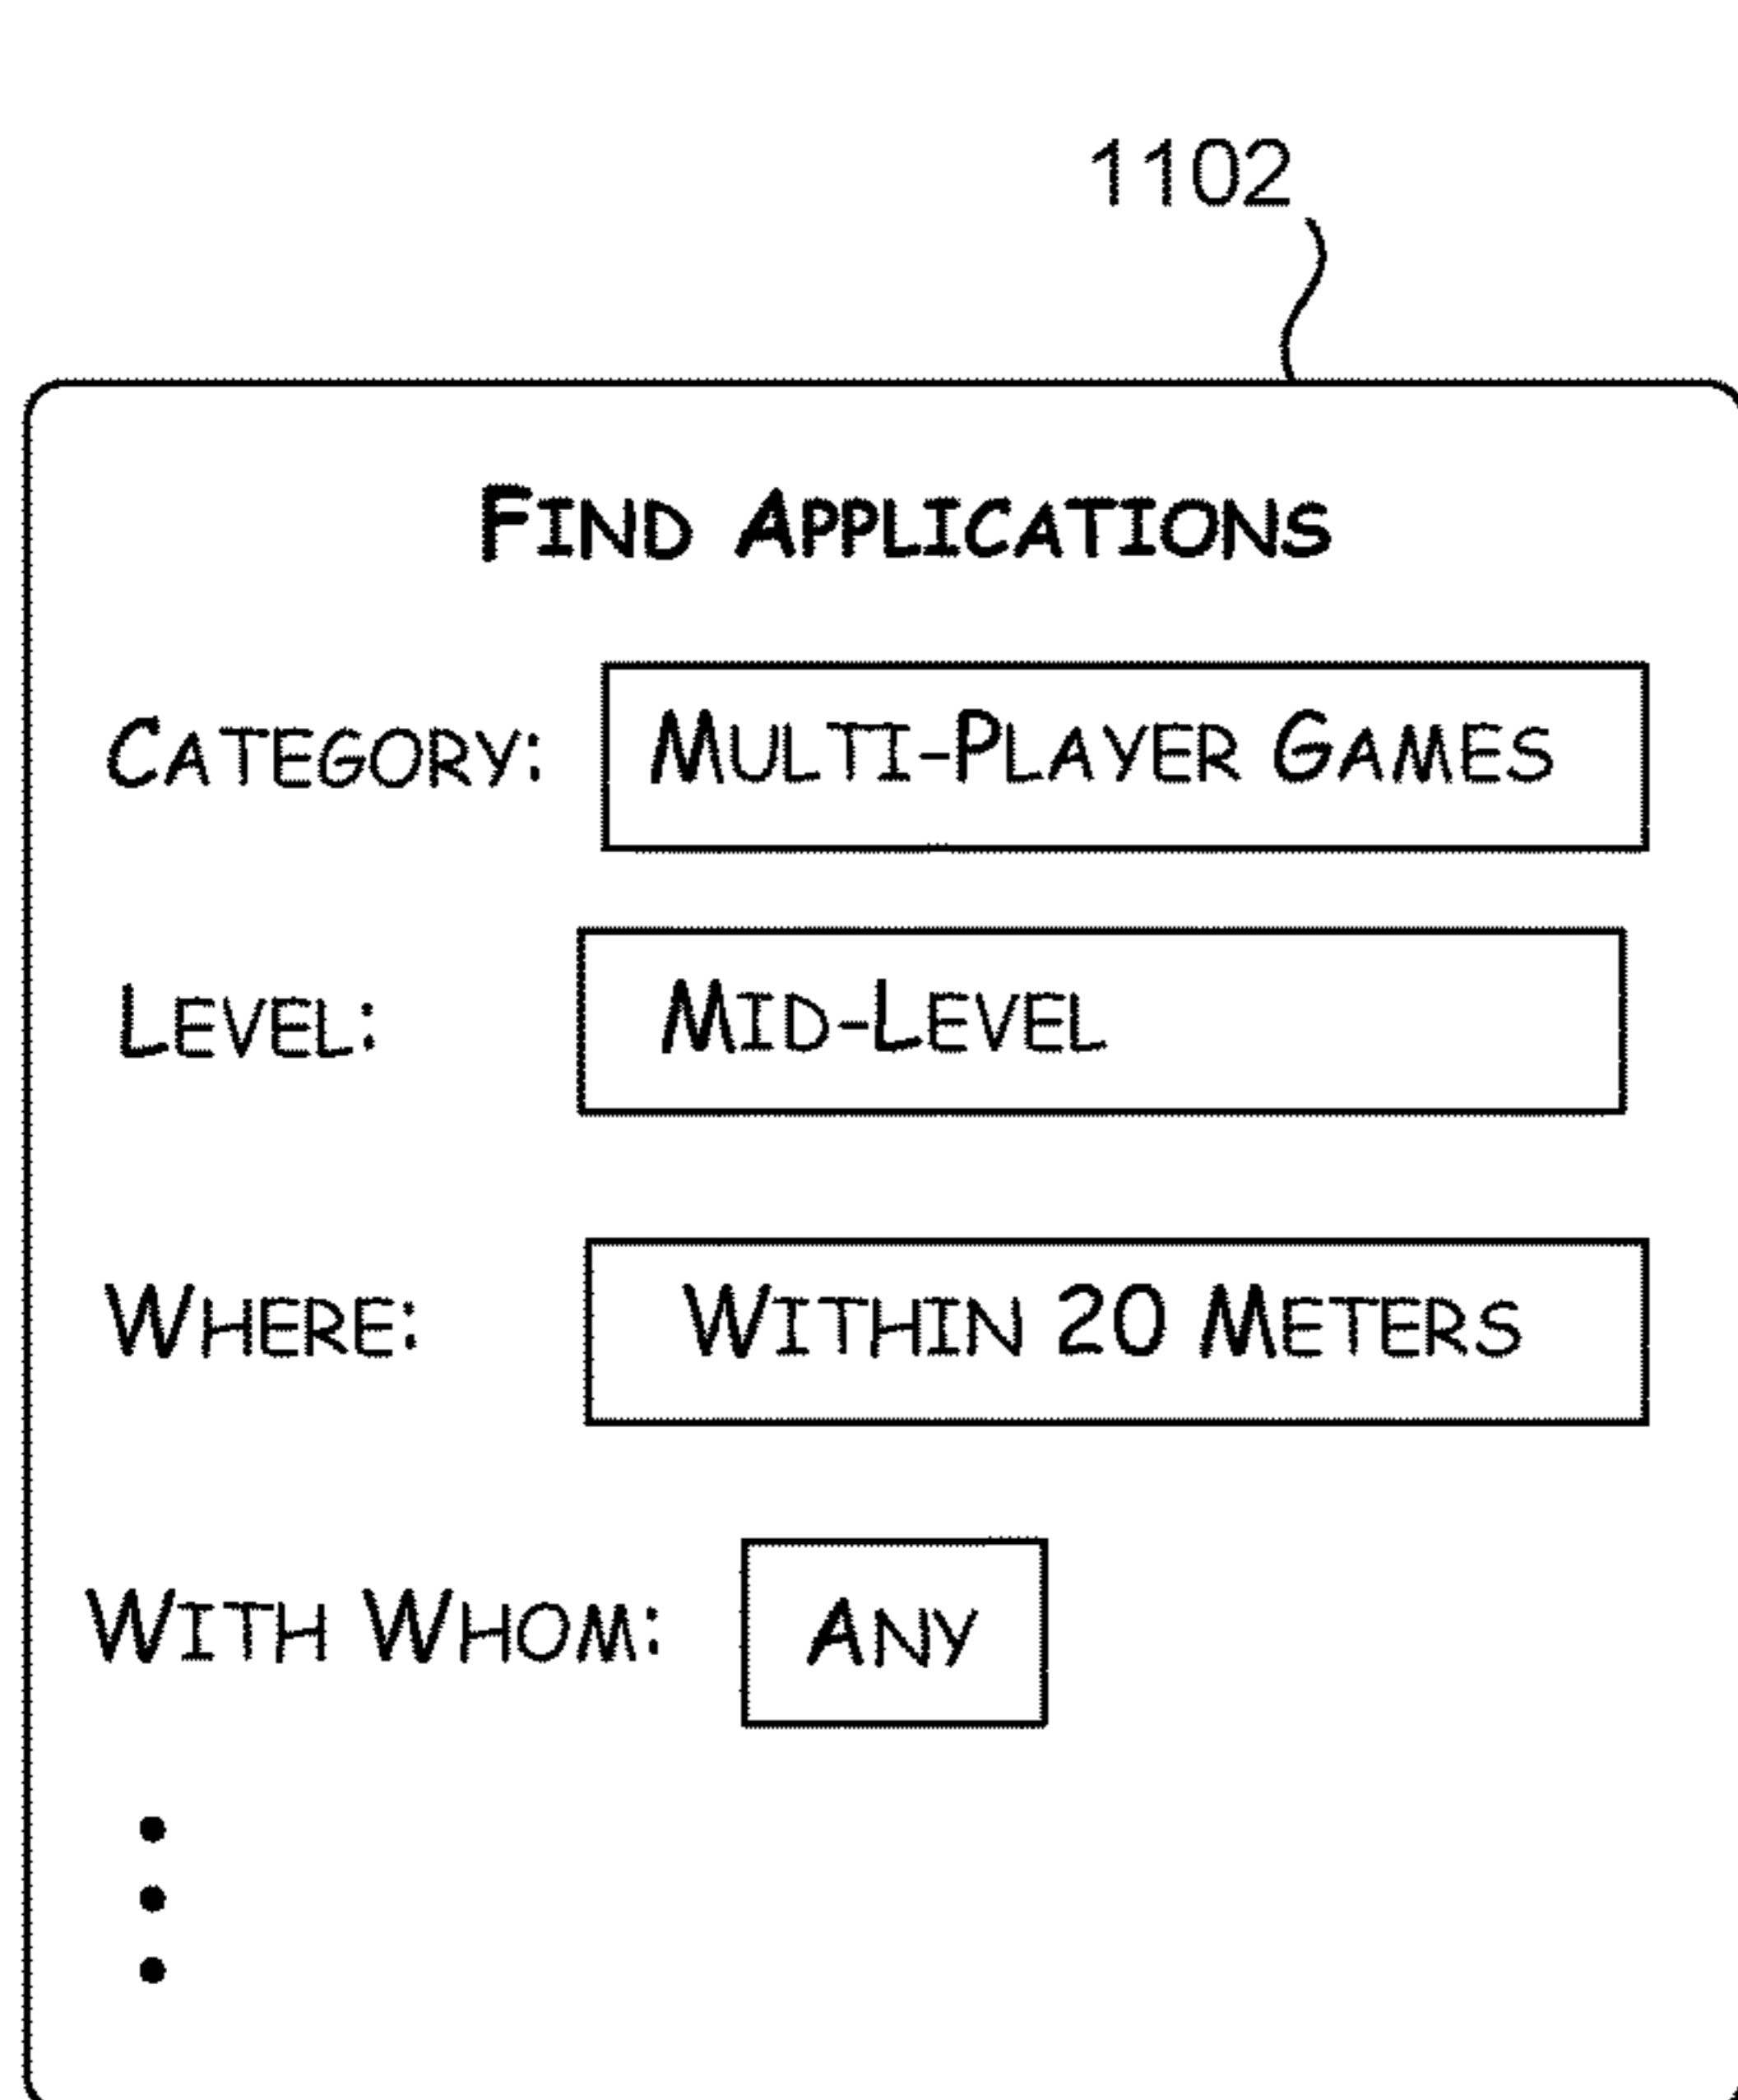 1102
Find Applications
Category: Multi-Player Games
Level: Mid-Level
Where: Within 20 Meters
With Whom: Any